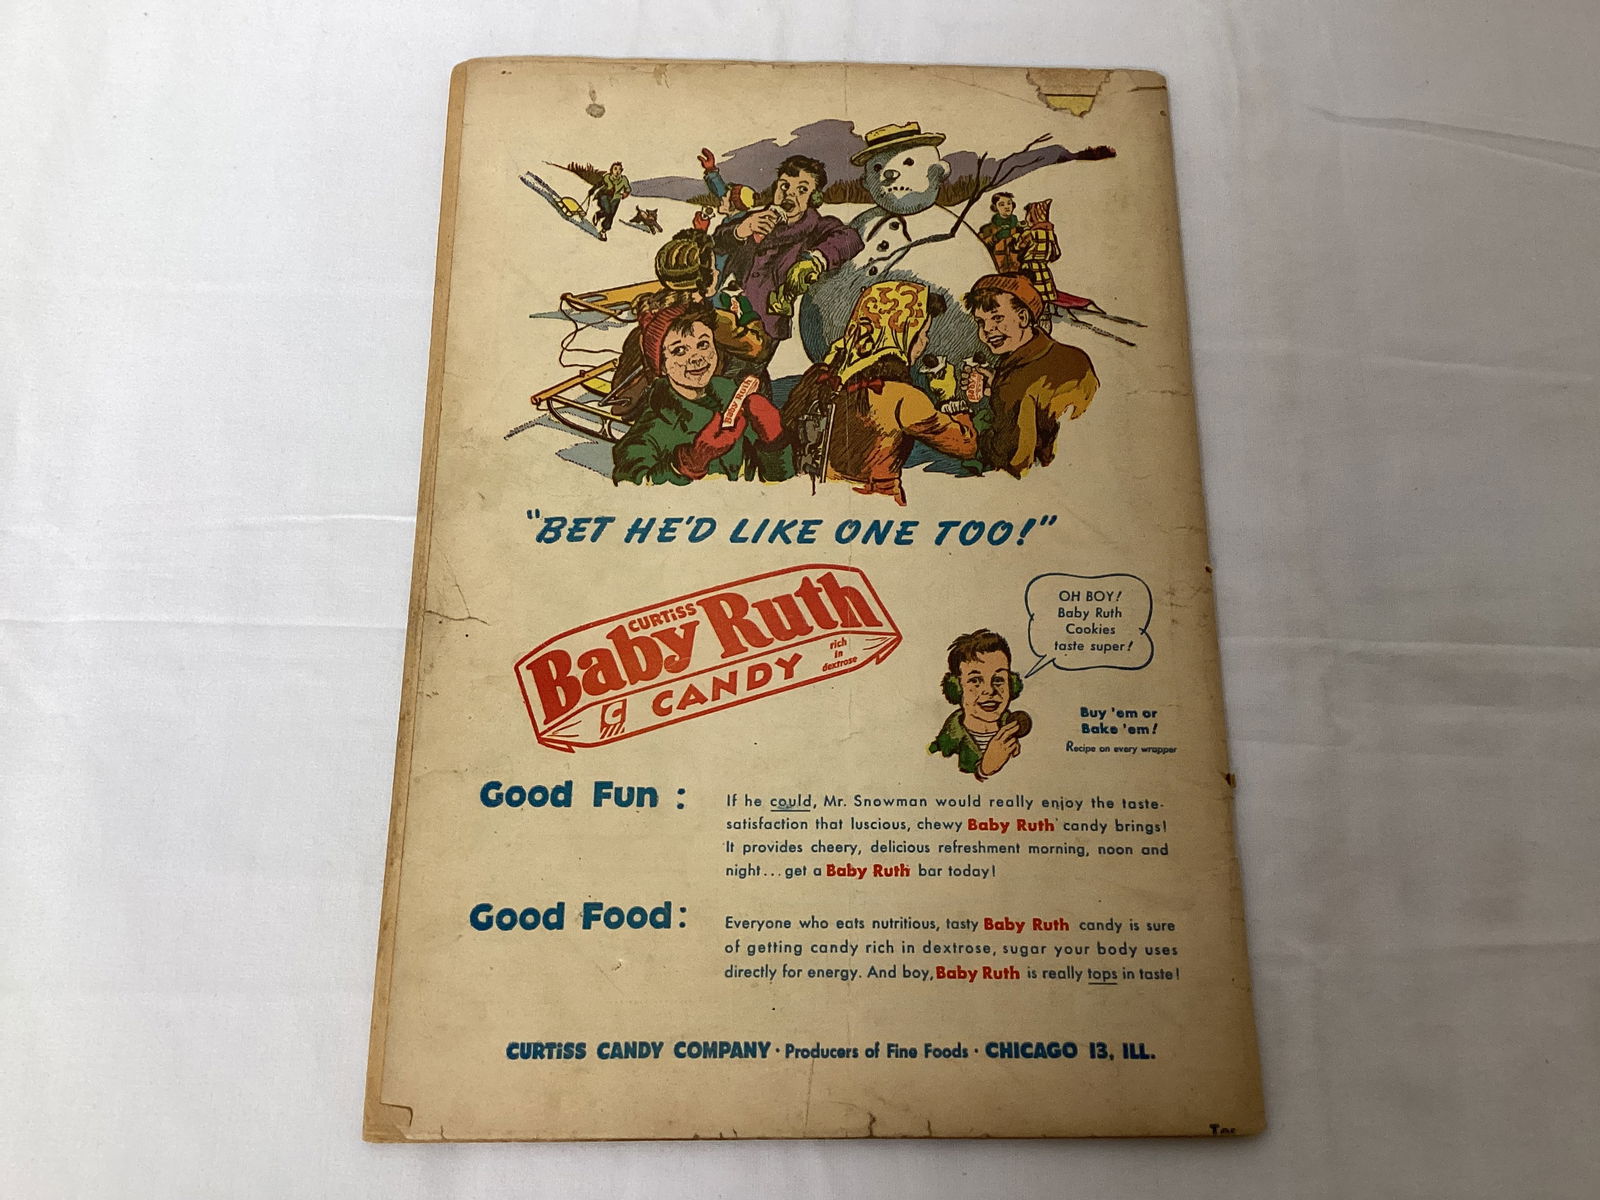 Baby Ruth
Baby Ruth
"BET HE'D LIKE ONE TOO!"
CURTiSS
Baby Ruth
CANDY
rich
in
dextrose
C
OH BOY!
Baby Ruth
Cookies
taste super!
Buy 'em or
Bake 'em!
Recipe on every wrapper
Good Fun :
If he could, Mr. Snowman would really enjoy the taste-
satisfaction that luscious, chewy Baby Ruth candy brings!
It provides cheery, delicious refreshment morning, noon and
night... get a Baby Ruth bar today!
Good Food:
Everyone who eats nutritious, tasty Baby Ruth candy is sure
of getting candy rich in dextrose, sugar your body uses
directly for energy. And boy, Baby Ruth is really tops in taste!
CURTiSS CANDY COMPANY · Producers of Fine Foods · CHICAGO 13, ILL.